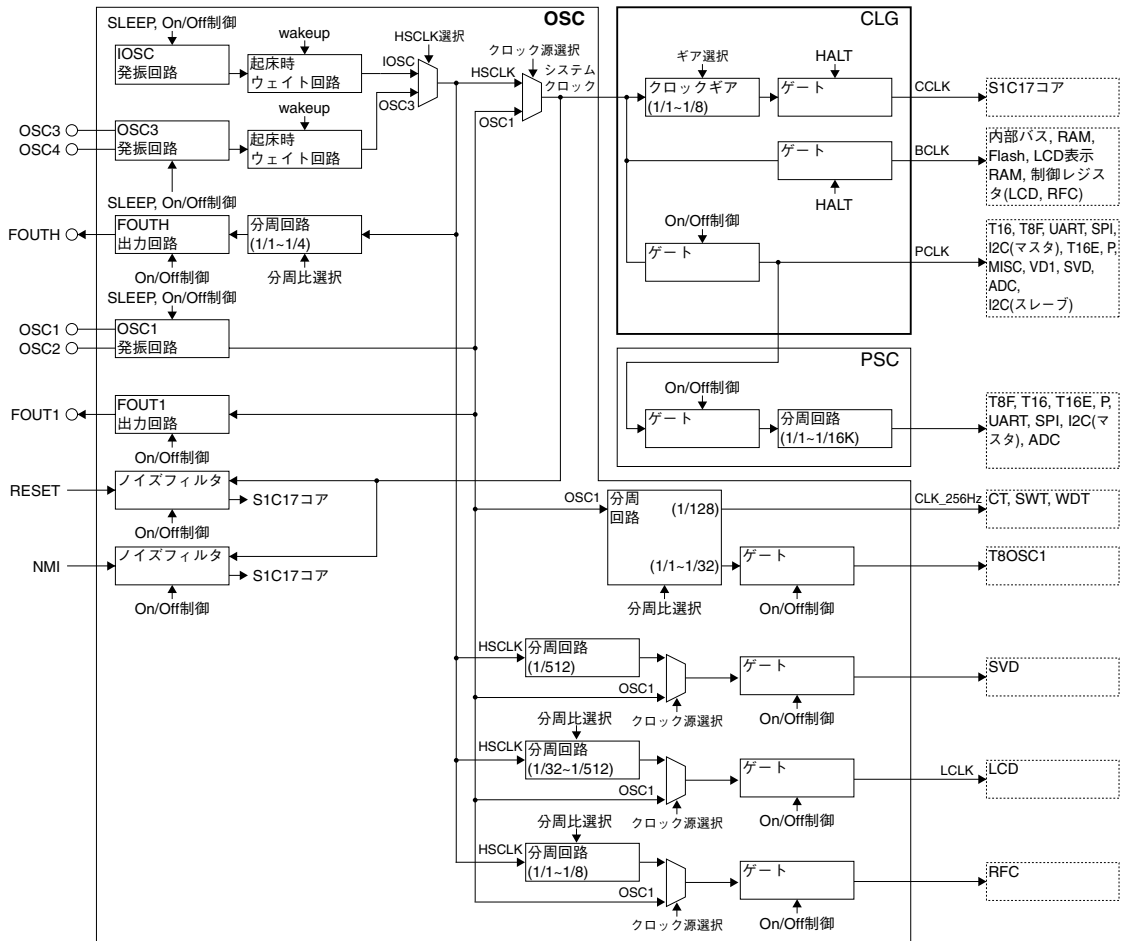 OSC
SLEEP, On/Off制御
IOSC
発振回路
wakeup
起床時
ウェイト回路
IOSC
HSCLK選択
HSCLK
クロック源選択
システム
クロック
OSC1
OSC3
OSC3
OSC4
OSC3
発振回路
wakeup
起床時
ウェイト回路
SLEEP, On/Off制御
FOUTH
FOUTH
出力回路
On/Off制御
分周回路
(1/1~1/4)
分周比選択
SLEEP, On/Off制御
OSC1
OSC2
OSC1
発振回路
FOUT1
FOUT1
出力回路
On/Off制御
RESET
ノイズフィルタ
S1C17コア
On/Off制御
NMI
ノイズフィルタ
S1C17コア
On/Off制御
CLG
ギア選択
クロックギア
(1/1~1/8)
HALT
ゲート
CCLK
S1C17コア
ゲート
HALT
BCLK
内部バス, RAM,
Flash, LCD表示
RAM, 制御レジス
タ(LCD, RFC)
On/Off制御
ゲート
PCLK
T16, T8F, UART, SPI,
I2C(マスタ), T16E, P,
MISC, VD1, SVD,
ADC,
I2C(スレーブ)
PSC
On/Off制御
ゲート
分周回路
(1/1~1/16K)
T8F, T16, T16E, P,
UART, SPI, I2C(マ
スタ), ADC
OSC1
分周
回路
(1/128)
(1/1~1/32)
分周比選択
CLK_256Hz
CT, SWT, WDT
ゲート
On/Off制御
T8OSC1
HSCLK
分周回路
(1/512)
OSC1
クロック源選択
ゲート
On/Off制御
SVD
分周比選択
HSCLK
分周回路
(1/32~1/512)
OSC1
クロック源選択
ゲート
On/Off制御
LCLK
LCD
分周比選択
HSCLK
分周回路
(1/1~1/8)
OSC1
クロック源選択
ゲート
On/Off制御
RFC